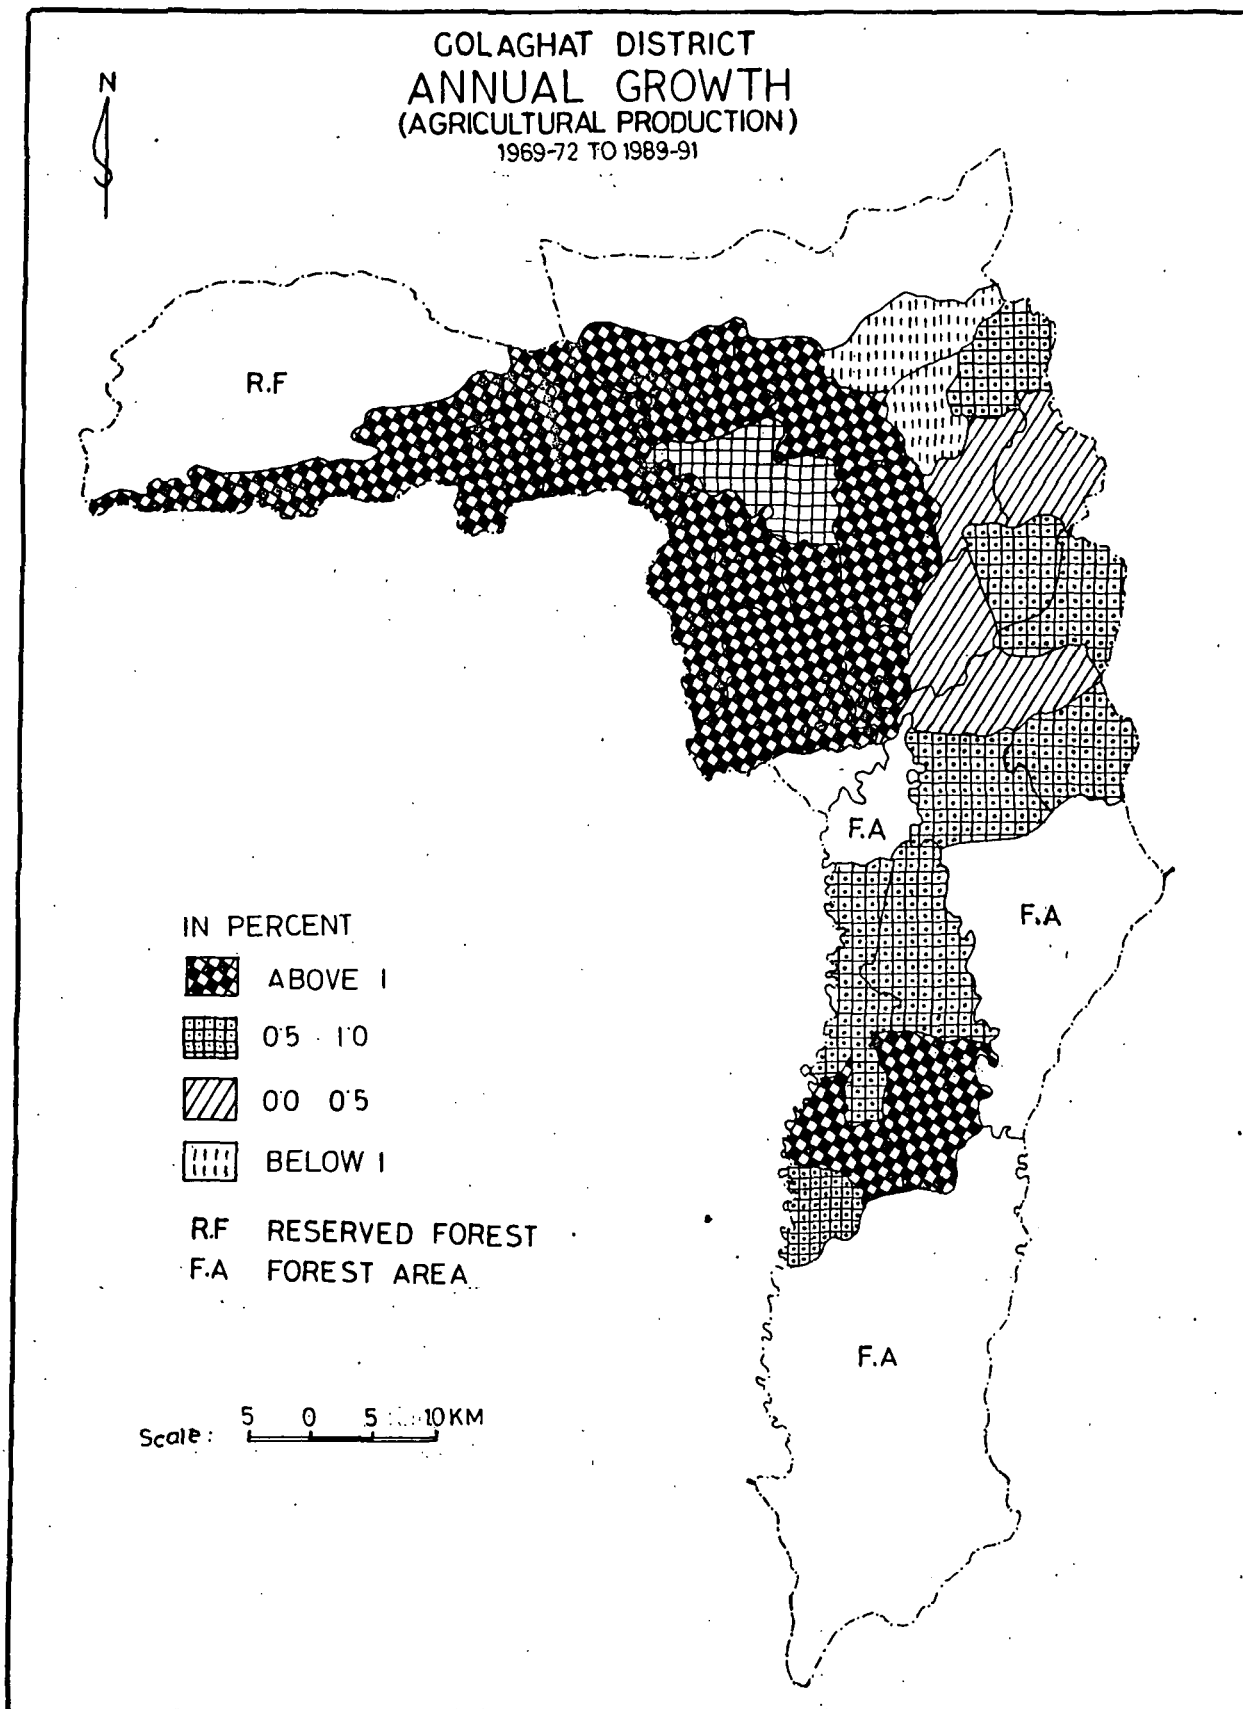 GOLAGHAT DISTRICT
ANNUAL GROWTH
(AGRICULTURAL PRODUCTION)
1969-72 TO 1989-91
N
R.F
F.A
F.A
IN PERCENT
ABOVE 1
0.5 - 1.0
0.0 0.5
BELOW 1
R.F RESERVED FOREST
F.A FOREST AREA
F.A
5 0 5 10 KM
Scale: